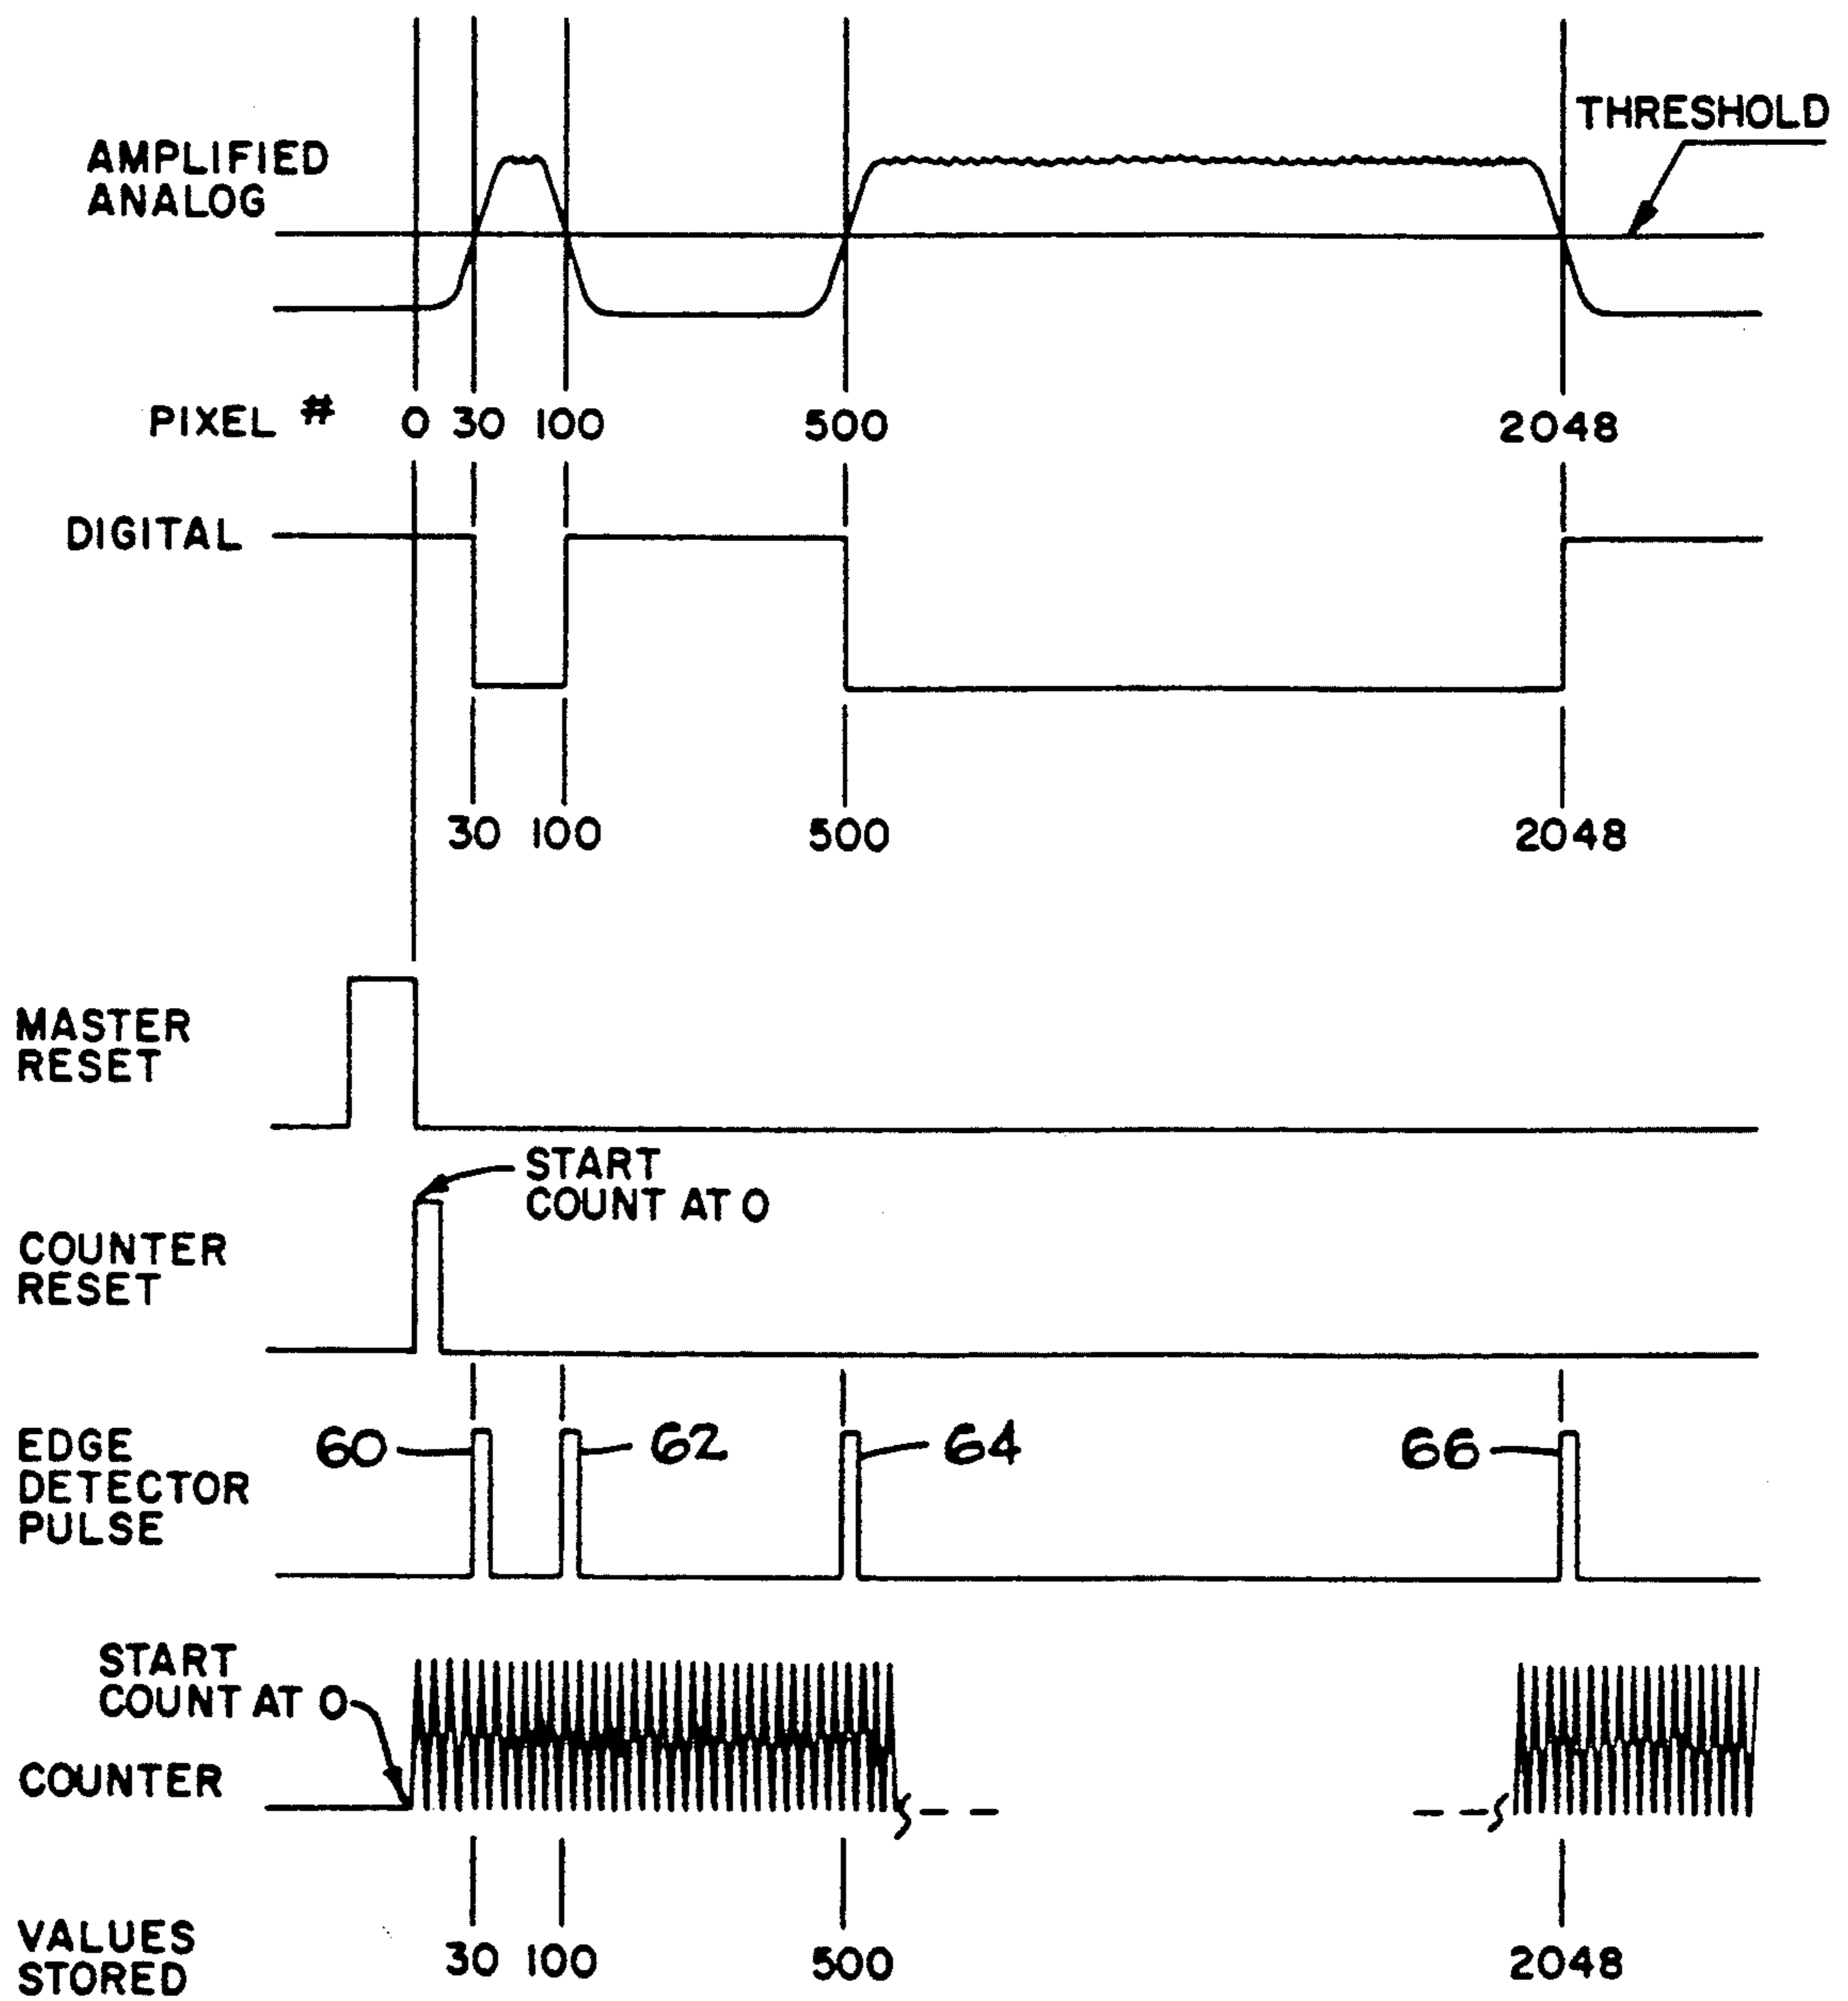 THRESHOLD
AMPLIFIED
ANALOG
PIXEL # 0 30 100 500 2048
DIGITAL
30 100 500 2048
MASTER
RESET
START
COUNT AT 0
COUNTER
RESET
EDGE
DETECTOR
PULSE
60 62 64 66
START
COUNT AT 0
COUNTER
VALUES
STORED
30 100 500 2048